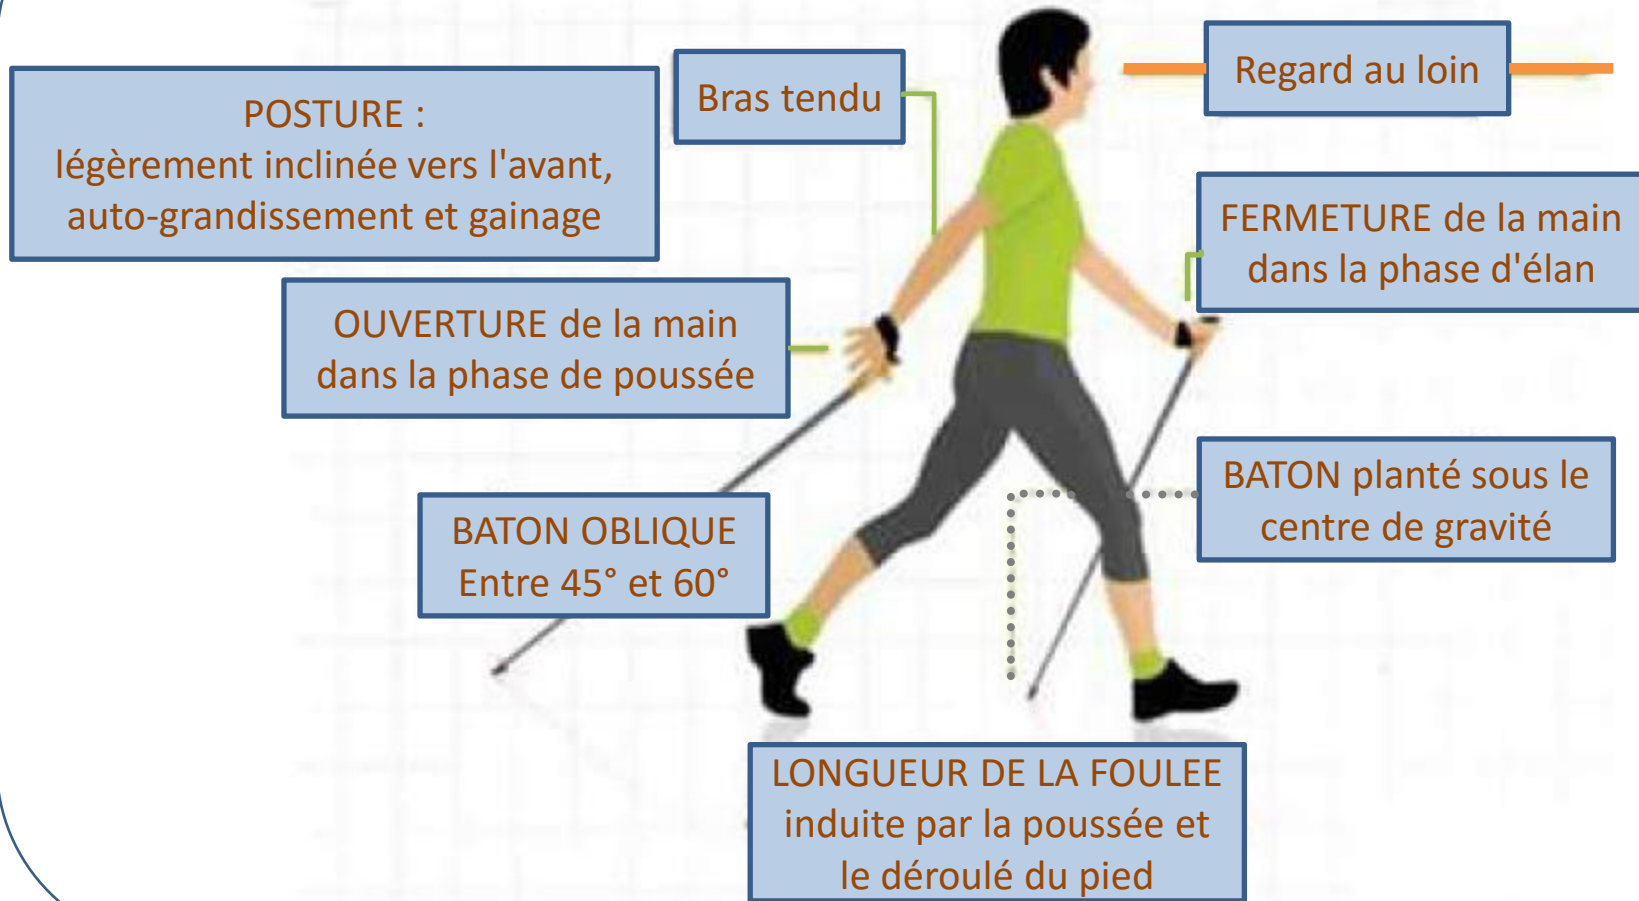 POSTURE :
légèrement inclinée vers l'avant,
auto-grandissement et gainage
Bras tendu
Regard au loin
FERMETURE de la main
dans la phase d'élan
OUVERTURE de la main
dans la phase de poussée
BATON OBLIQUE
Entre 45° et 60°
BATON planté sous le
centre de gravité
LONGUEUR DE LA FOULEE
induite par la poussée et
le déroulé du pied